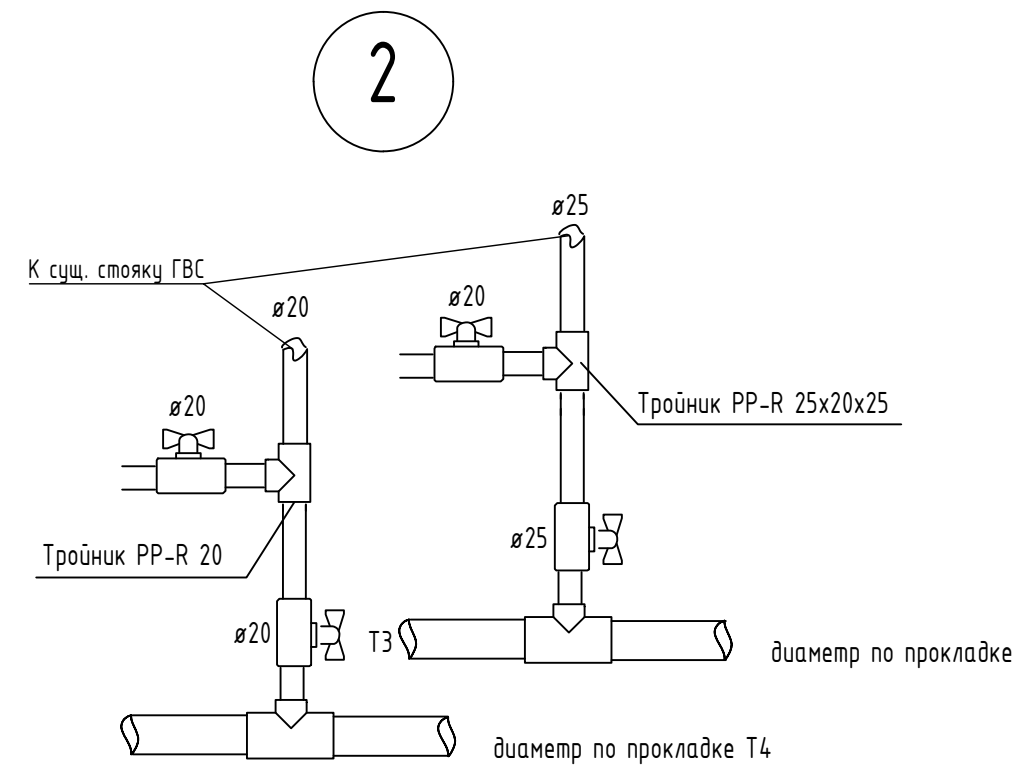 2
ø25
К сущ. стояку ГВС
ø20
ø20
ø20
Тройник PP-R 25x20x25
ø25
Тройник PP-R 20
ø20
Т3
диаметр по прокладке
диаметр по прокладке Т4